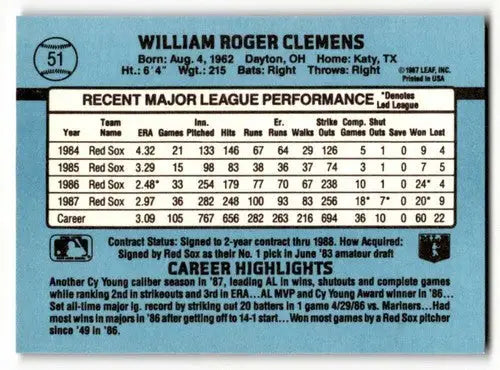 51
WILLIAM ROGER CLEMENS
Born: Aug. 4, 1962 Dayton, OH Home: Katy, TX
Ht.: 6'4" Wgt.: 215 Bats: Right Throws: Right
©1987 LEAF, INC.
Printed in USA
RECENT MAJOR LEAGUE PERFORMANCE *Denotes Led League
Year Team Name ERA Games Inn. Pitched Hits Runs Er. Runs Walks Strike Outs Comp. Games Shut Outs Save Won Lost
1984 Red Sox 4.32 21 133 146 67 64 29 126 5 1 0 9 4
1985 Red Sox 3.29 15 98 83 38 36 37 74 3 1 0 7 5
1986 Red Sox 2.48* 33 254 179 77 70 67 238 10 1 0 24* 4
1987 Red Sox 2.97 36 282 248 100 93 83 256 18* 7* 0 20* 9
Career 3.09 105 767 656 282 263 216 694 36 10 0 60 22
Contract Status: Signed to 2-year contract thru 1988. How Acquired:
Signed by Red Sox as their No. 1 pick in June '83 amateur draft
CAREER HIGHLIGHTS
Another Cy Young caliber season in '87, leading AL in wins, shutouts and complete games
while ranking 2nd in strikeouts and 3rd in ERA...AL MVP and Cy Young Award winner in '86...
Set all-time major lg. record by striking out 20 batters in 1 game 4/29/86 vs. Mariners...Had
most wins in majors in '86 after getting off to 14-1 start...Won most games by a Red Sox pitcher
since '49 in '86.